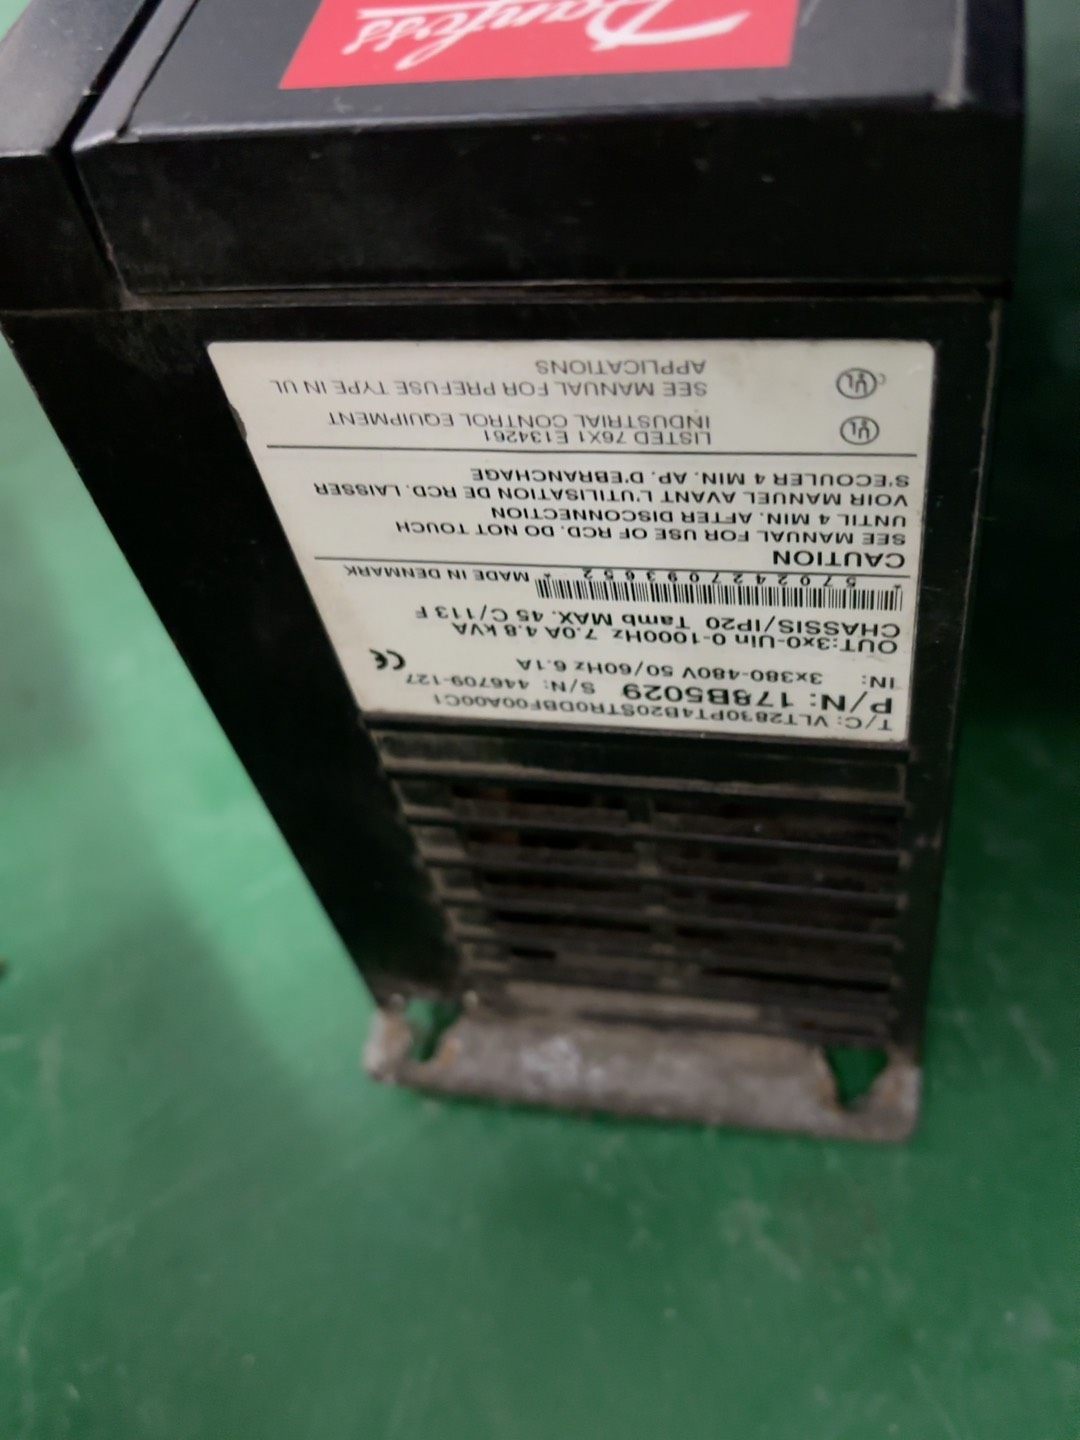 Danfoss
T/C: VLT2830PT4B20STR0DBF00A00C1
P/N: 178B5029 S/N: 446709-127
IN: 3x380-480V 50/60Hz 6.1A
OUT:3x0-Uin 0-1000Hz 7.0A 4.8 kVA
CHASSIS/IP20 Tamb MAX. 45 C/113 F
* 5702427093652 * MADE IN DENMARK
CAUTION
SEE MANUAL FOR USE OF RCD. DO NOT TOUCH
UNTIL 4 MIN. AFTER DISCONNECTION
VOIR MANUEL AVANT L'UTILISATION DE RCD. LAISSER
S'ECOULER 4 MIN. AP. D'EBRANCHAGE
UL LISTED 76X1 E134261
INDUSTRIAL CONTROL EQUIPMENT
c UL SEE MANUAL FOR PREFUSE TYPE IN UL
APPLICATIONS